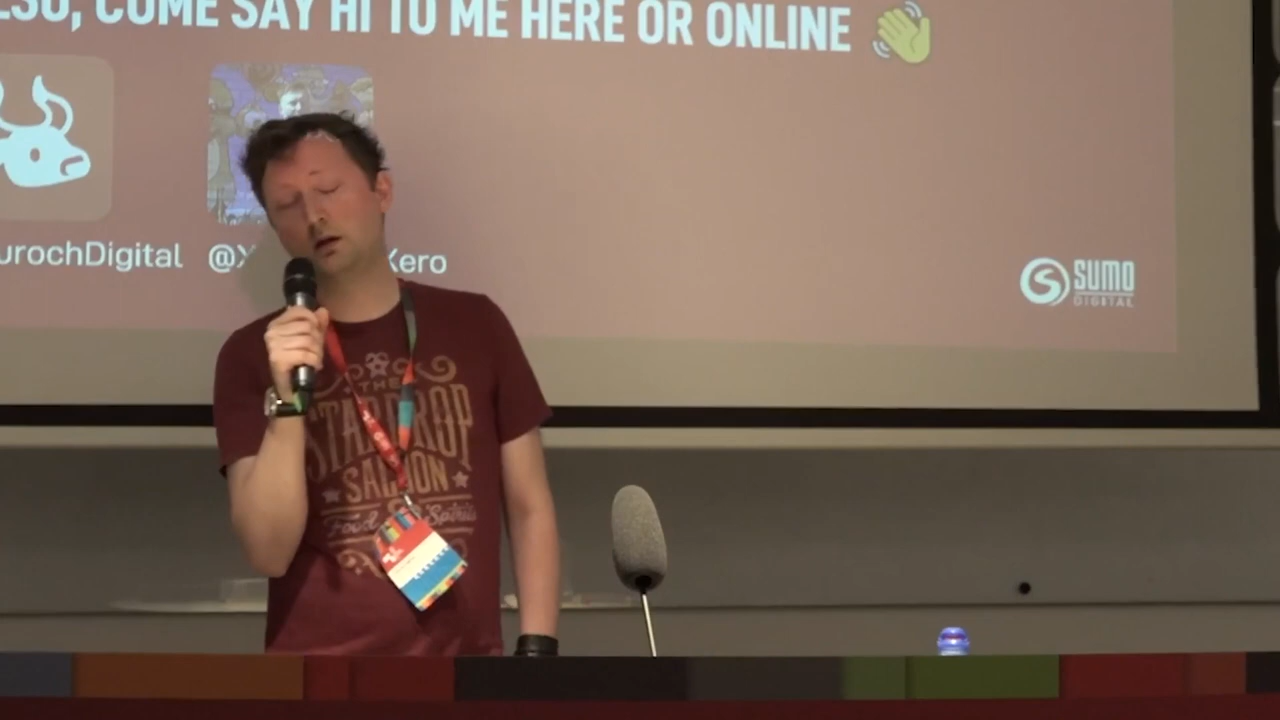 LSO, COME SAY HI TO ME HERE OR ONLINE
urochDigital @X Xero
SUMO
DIGITAL
THE
STARDROP
SALOON
Food & Spirits